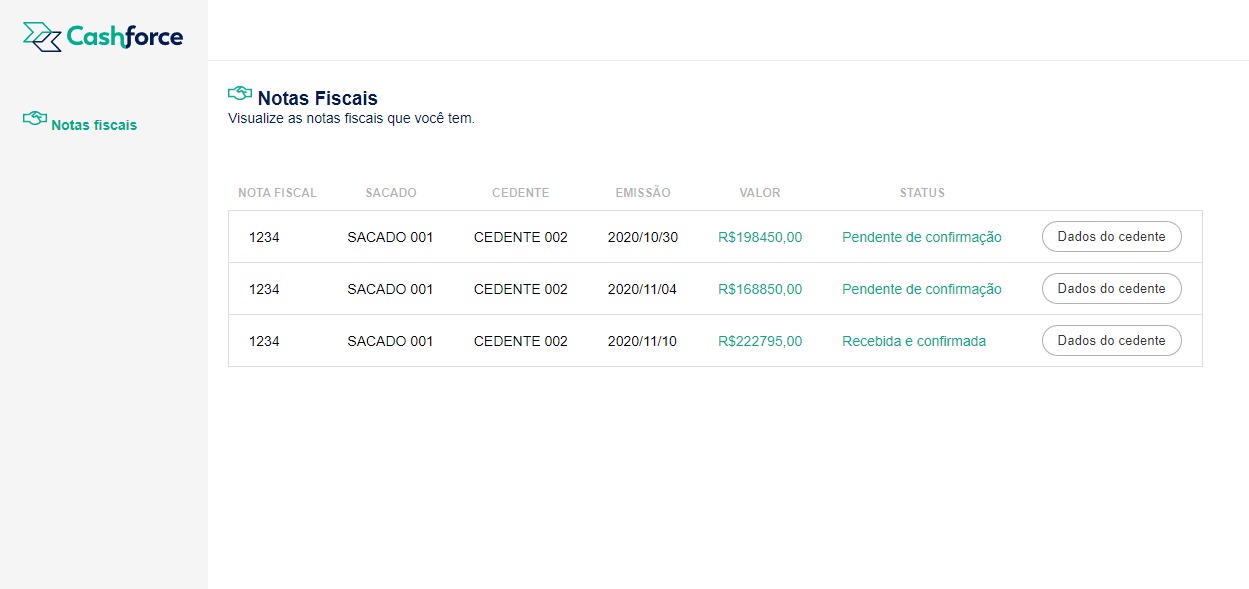 Cashforce
Notas fiscais
Notas Fiscais
Visualize as notas fiscais que você tem.
NOTA FISCAL SACADO CEDENTE EMISSÃO VALOR STATUS
1234 SACADO 001 CEDENTE 002 2020/10/30 R$198450,00 Pendente de confirmação Dados do cedente
1234 SACADO 001 CEDENTE 002 2020/11/04 R$168850,00 Pendente de confirmação Dados do cedente
1234 SACADO 001 CEDENTE 002 2020/11/10 R$222795,00 Recebida e confirmada Dados do cedente